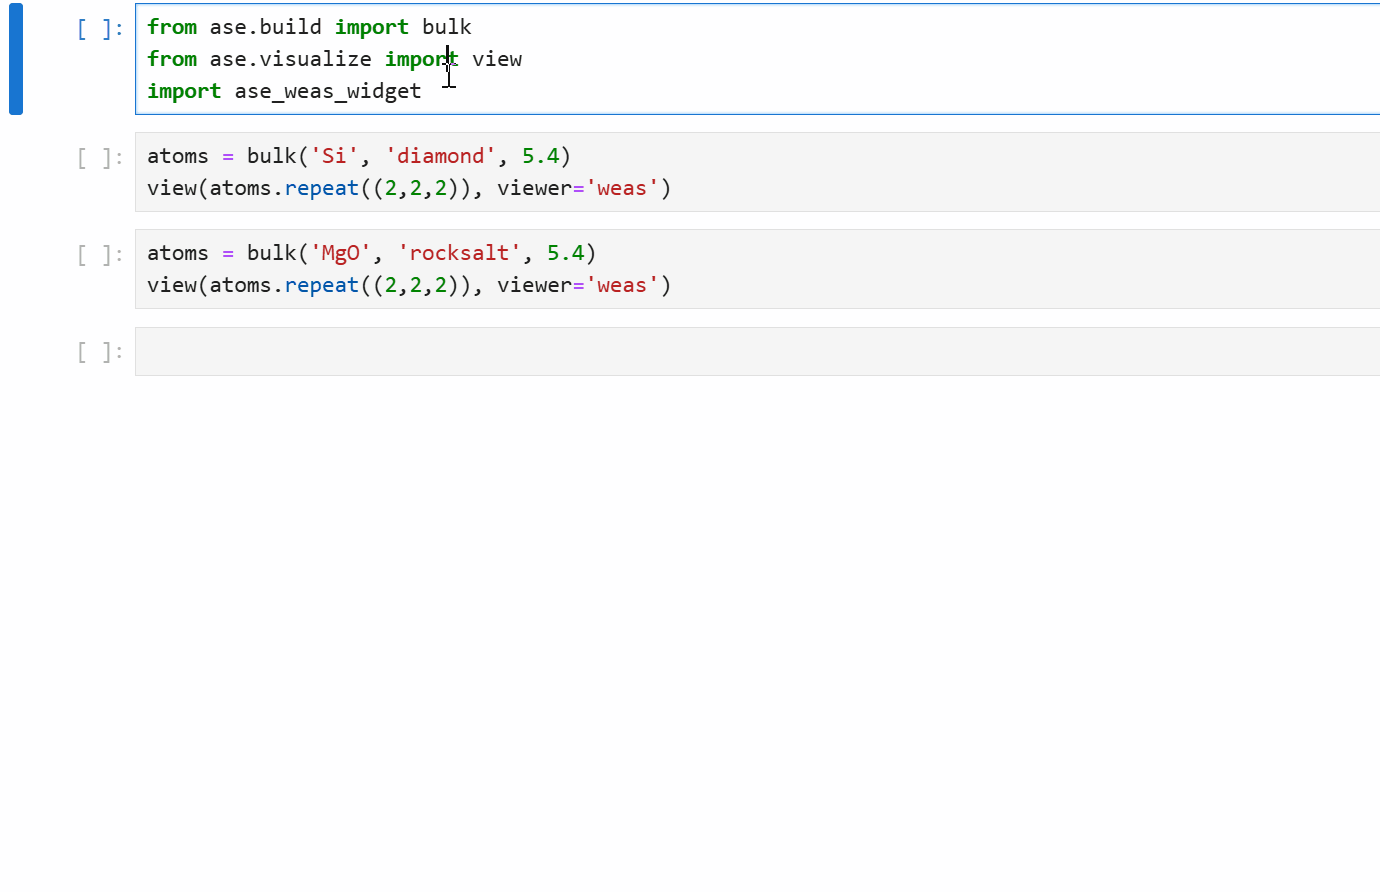 [ ]: from ase.build import bulk
from ase.visualize import view
import ase_weas_widget
[ ]: atoms = bulk('Si', 'diamond', 5.4)
view(atoms.repeat((2,2,2)), viewer='weas')
[ ]: atoms = bulk('MgO', 'rocksalt', 5.4)
view(atoms.repeat((2,2,2)), viewer='weas')
[ ]: